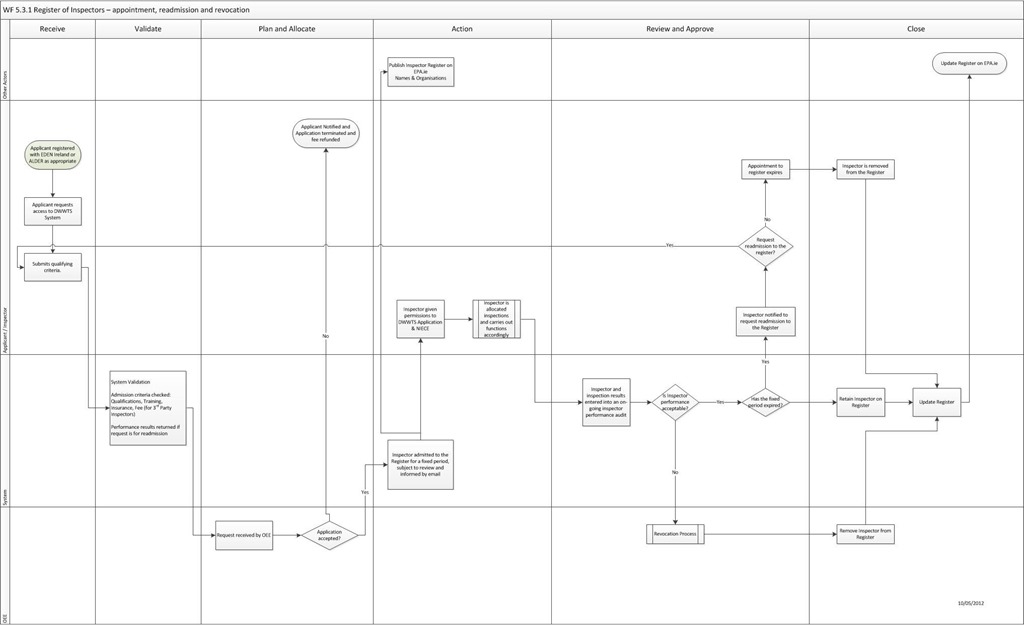 WF 5.3.1 Register of Inspectors – appointment, readmission and revocation
Receive
Validate
Plan and Allocate
Action
Review and Approve
Close
Other Actors
Publish Inspector Register on
EPA.ie
Names & Organisations
Update Register on EPA.ie
Applicant / Inspector
Applicant registered
with EDEN Ireland or
ALDER as appropriate
Applicant requests
access to DWWTS
System
Submits qualifying
criteria.
Applicant Notified and
Application terminated and
fee refunded
No
Inspector given
permissions to
DWWTS Application
& NIECE
Inspector is
allocated
inspections
and carries out
functions
accordingly
Appointment to
register expires
No
Request
readmission to the
register?
Yes
Inspector notified to
request readmission to
the Register
Yes
Inspector is removed
from the Register
System
System Validation
Admission criteria checked:
Qualifications, Training,
Insurance, Fee (for 3rd Party
Inspectors)
Performance results returned if
request is for readmission
Inspector admitted to the
Register for a fixed period,
subject to review and
informed by email
Yes
Inspector and
inspection results
entered into an on-
going inspector
performance audit
Is Inspector
performance
acceptable?
Yes
Has the fixed
period expired?
No
Retain Inspector on
Register
Update Register
OEE
Request received by OEE
Application
accepted?
Revocation Process
Remove Inspector from
Register
10/05/2012